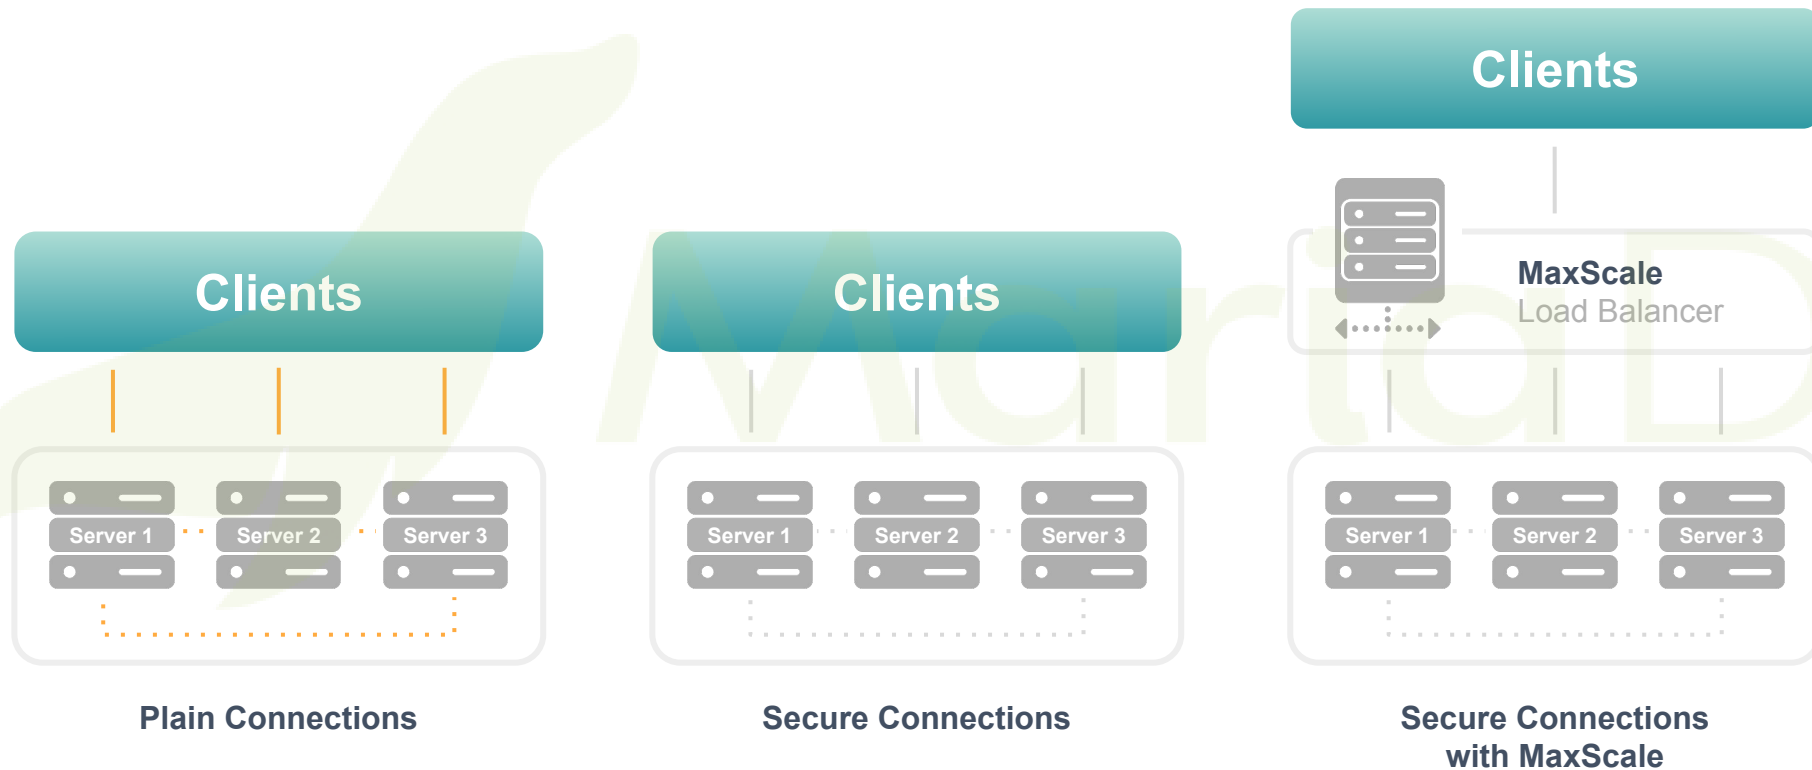 Clients
Server 1
Server 2
Server 3
Plain Connections
Clients
Server 1
Server 2
Server 3
Secure Connections
Clients
MaxScale
Load Balancer
Server 1
Server 2
Server 3
Secure Connections
with MaxScale
MariaD